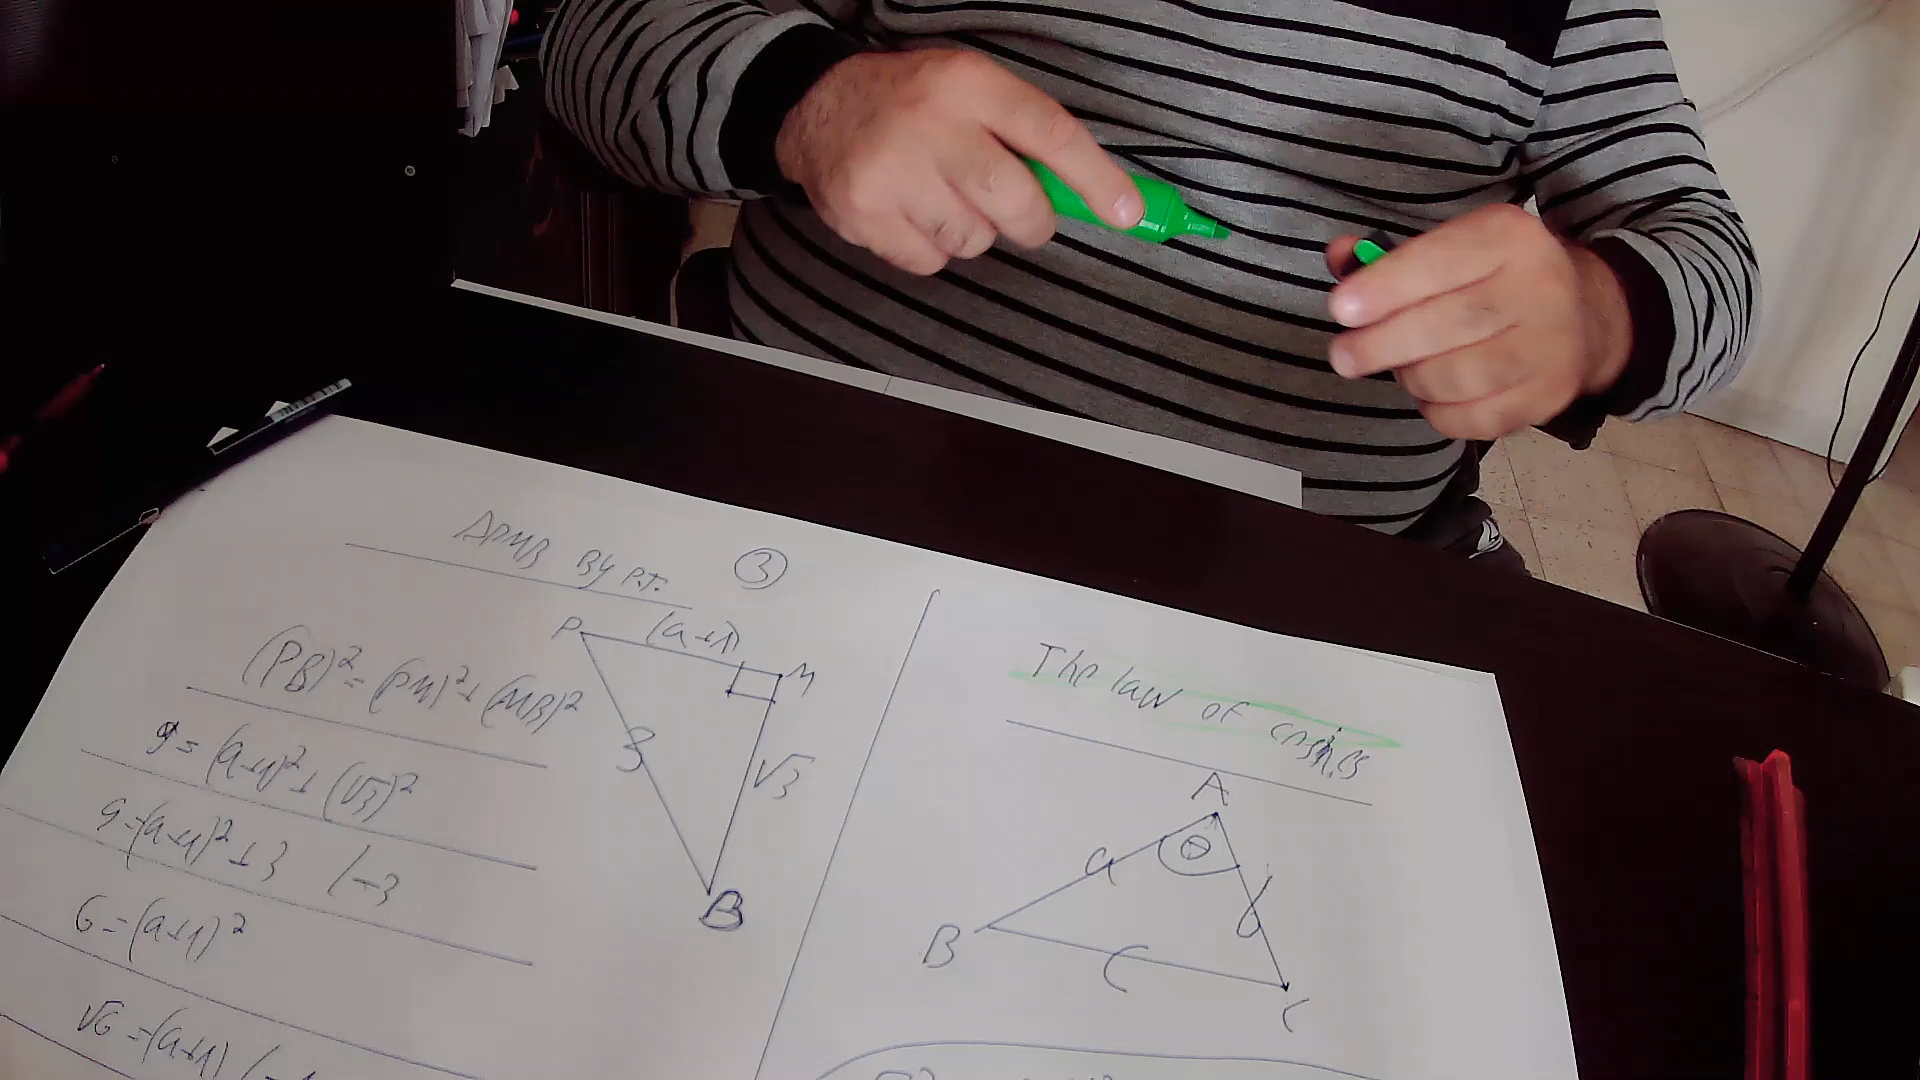 ΔPMB By P.T.
③
P
(a+1)
M
(PB)² = (PM)² + (MB)²
3
√3
9 = (a+1)² + (√3)²
9 = (a+1)² + 3 /-3
B
6 = (a+1)²
√6 = (a+1) /-1
The law of cosines
A
θ
a
b
B
C
C